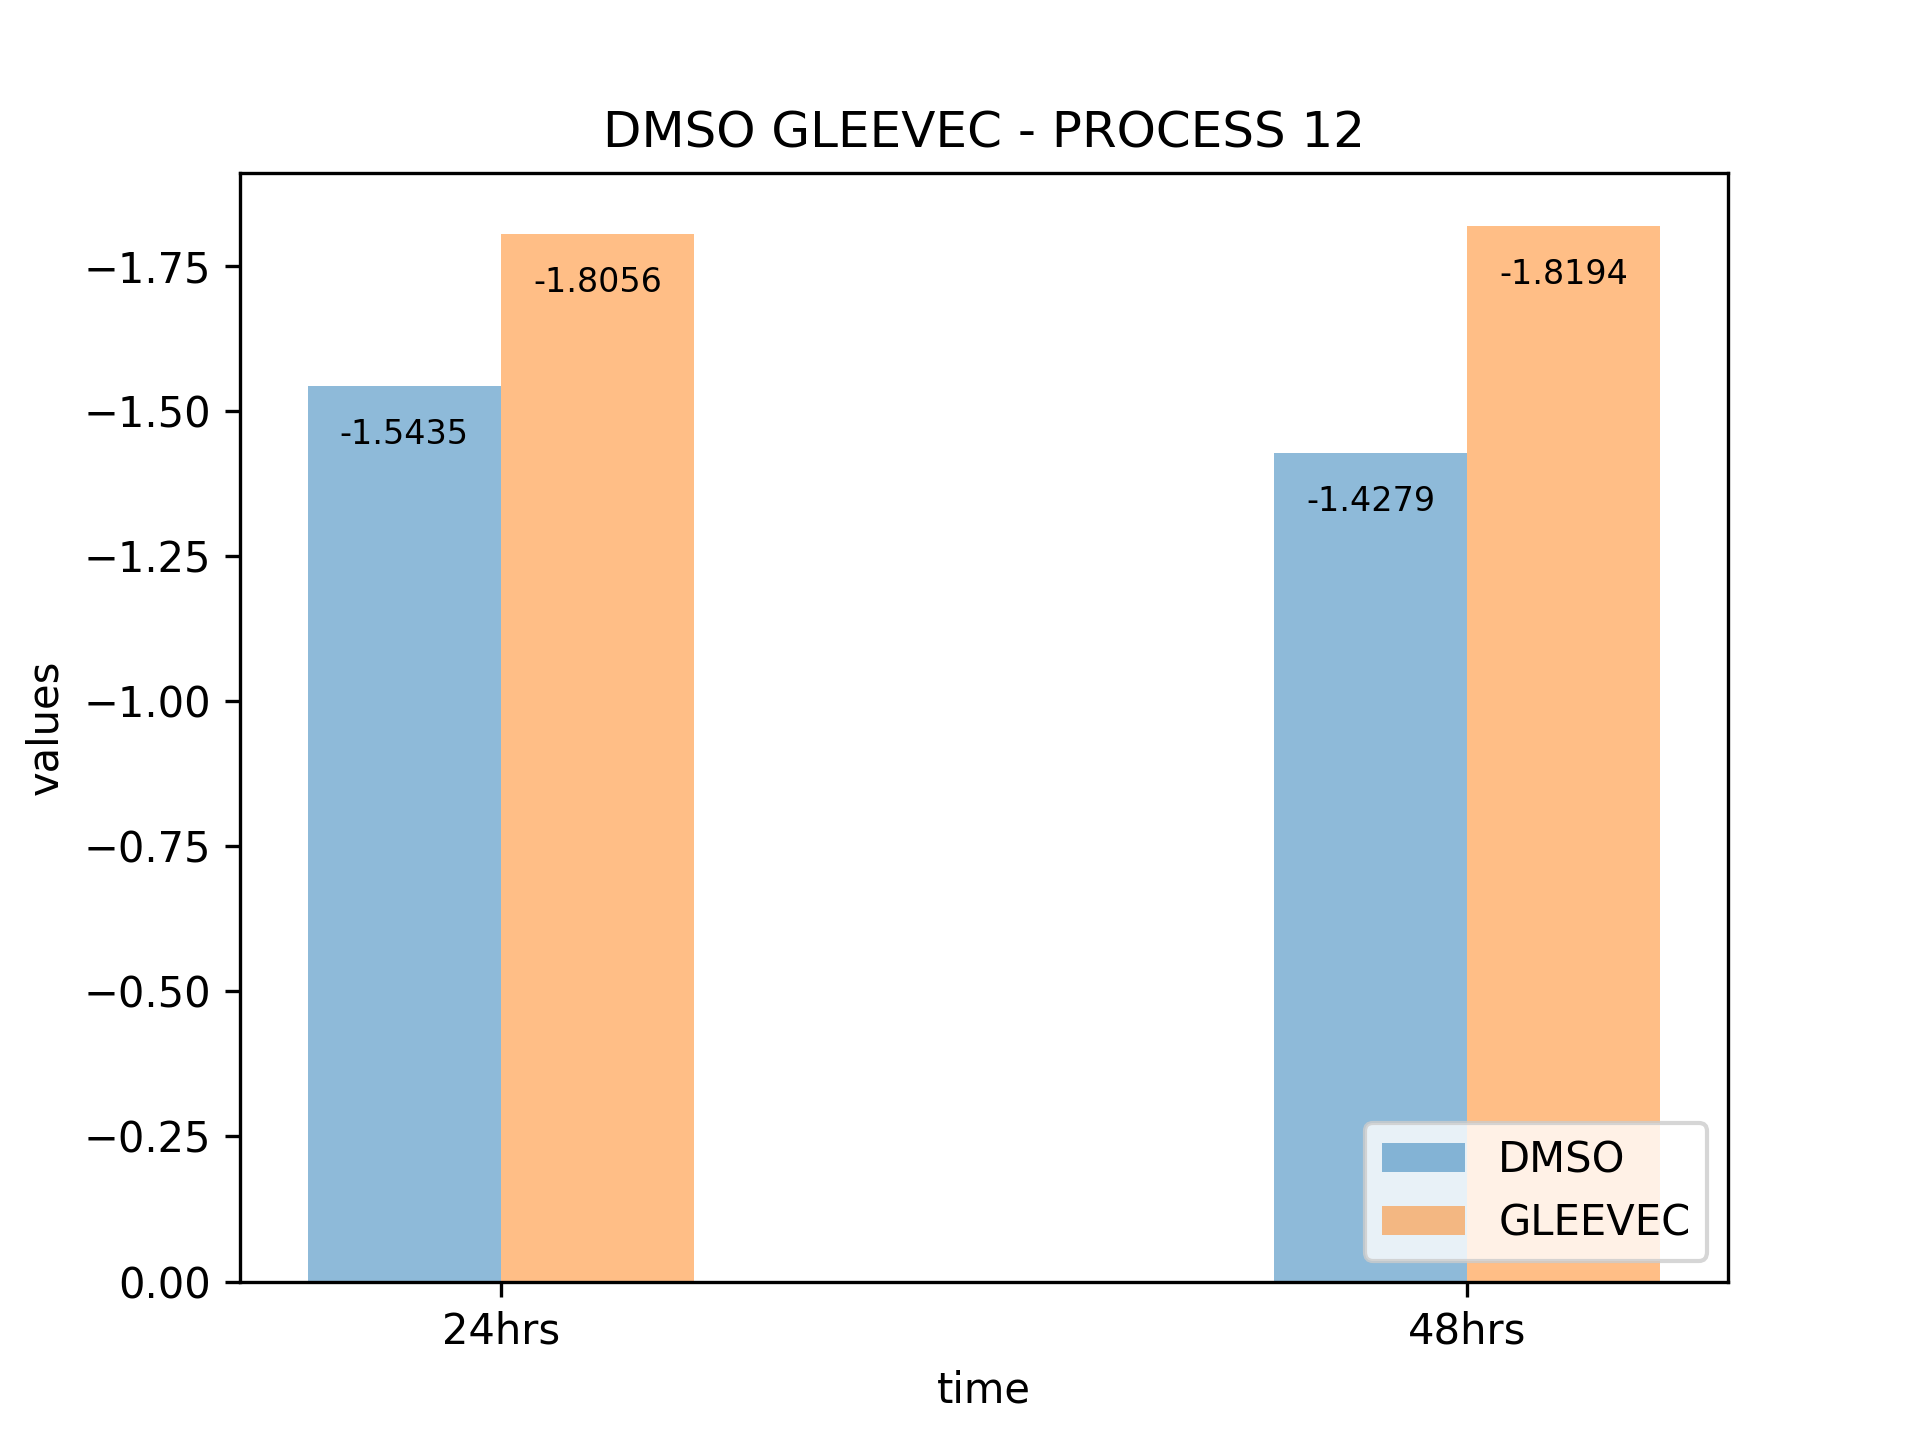 DMSO GLEEVEC - PROCESS 12
values
−1.75
−1.50
−1.25
−1.00
−0.75
−0.50
−0.25
0.00
-1.5435
-1.8056
-1.4279
-1.8194
DMSO
GLEEVEC
24hrs
48hrs
time